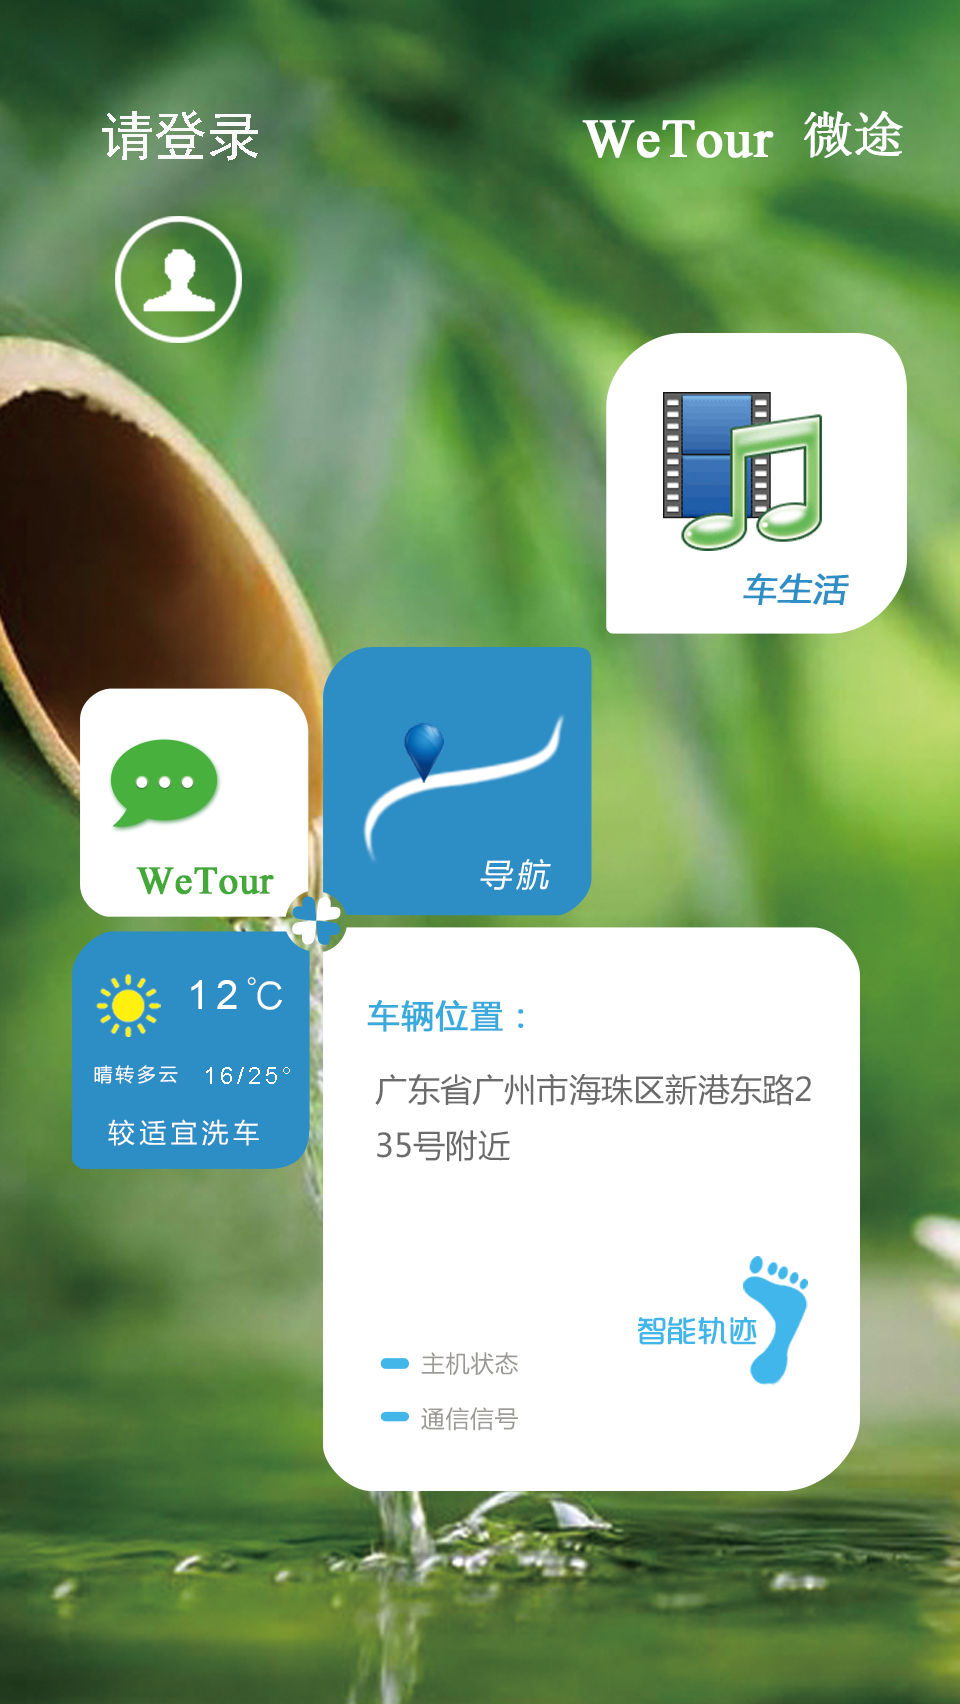 请登录
WeTour 微途
车生活
WeTour
导航
12℃
晴转多云 16/25°
较适宜洗车
车辆位置：
广东省广州市海珠区新港东路2
35号附近
智能轨迹
主机状态
通信信号